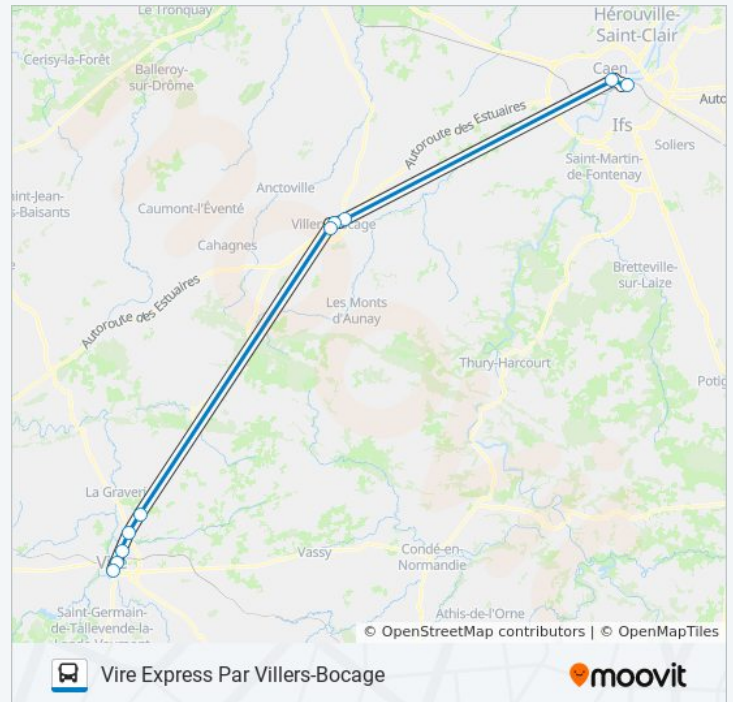 Le Tronquay
Hérouville-
Saint-Clair
Cerisy-la-Forêt
Balleroy-
sur-Drôme
Caen
Auto
Autoroute des Estuaires
Ifs
Soliers
Saint-Martin-
de-Fontenay
Anctoville
int-Jean-
s-Baisants
Caumont-l'Éventé
Villers-Bocage
Cahagnes
Bretteville-
sur-Laize
Autoroute des Estuaires
Les Monts
d'Aunay
Thury-Harcourt
Potig
La Graveri
Vire
Vassy
Condé-en-
Normandie
Saint-Germain-
de-Tallevende-la-
Athis-de-l'Orne
© OpenStreetMap contributors | © OpenMapTiles
Vire Express Par Villers-Bocage
moovit